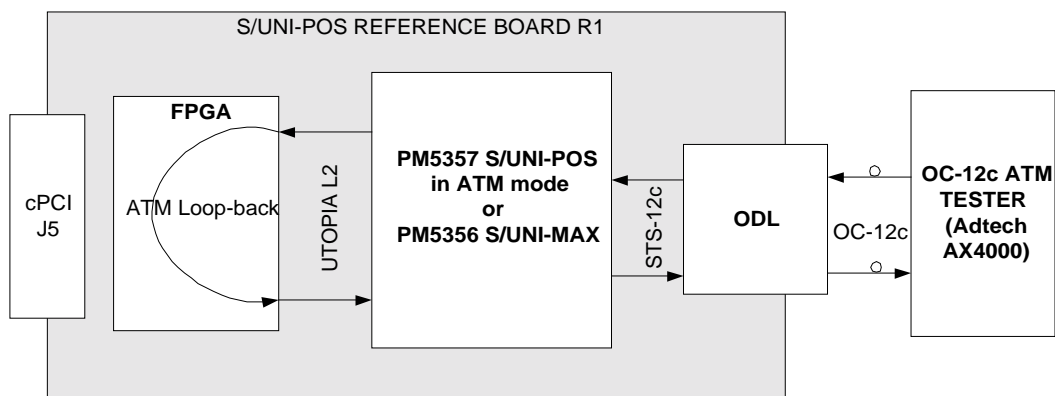 S/UNI-POS REFERENCE BOARD R1
cPCI
J5
FPGA
ATM Loop-back
UTOPIA L2
PM5357 S/UNI-POS
in ATM mode
or
PM5356 S/UNI-MAX
STS-12c
ODL
OC-12c
OC-12c ATM
TESTER
(Adtech
AX4000)